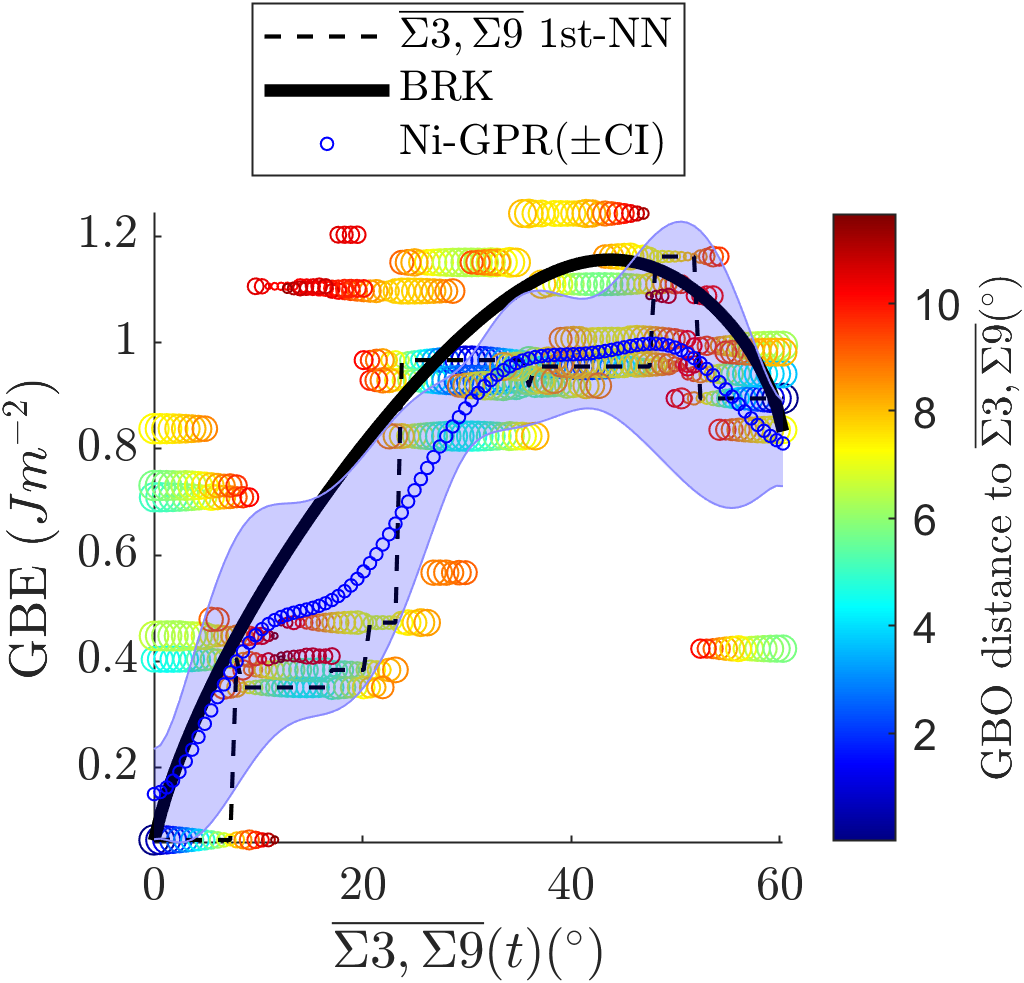 Σ3, Σ9 1st-NN
BRK
Ni-GPR(±CI)
GBE (Jm⁻²)
1.2
1
0.8
0.6
0.4
0.2
0
20
40
60
Σ3, Σ9(t)(°)
10
8
6
4
2
GBO distance to Σ3, Σ9(°)